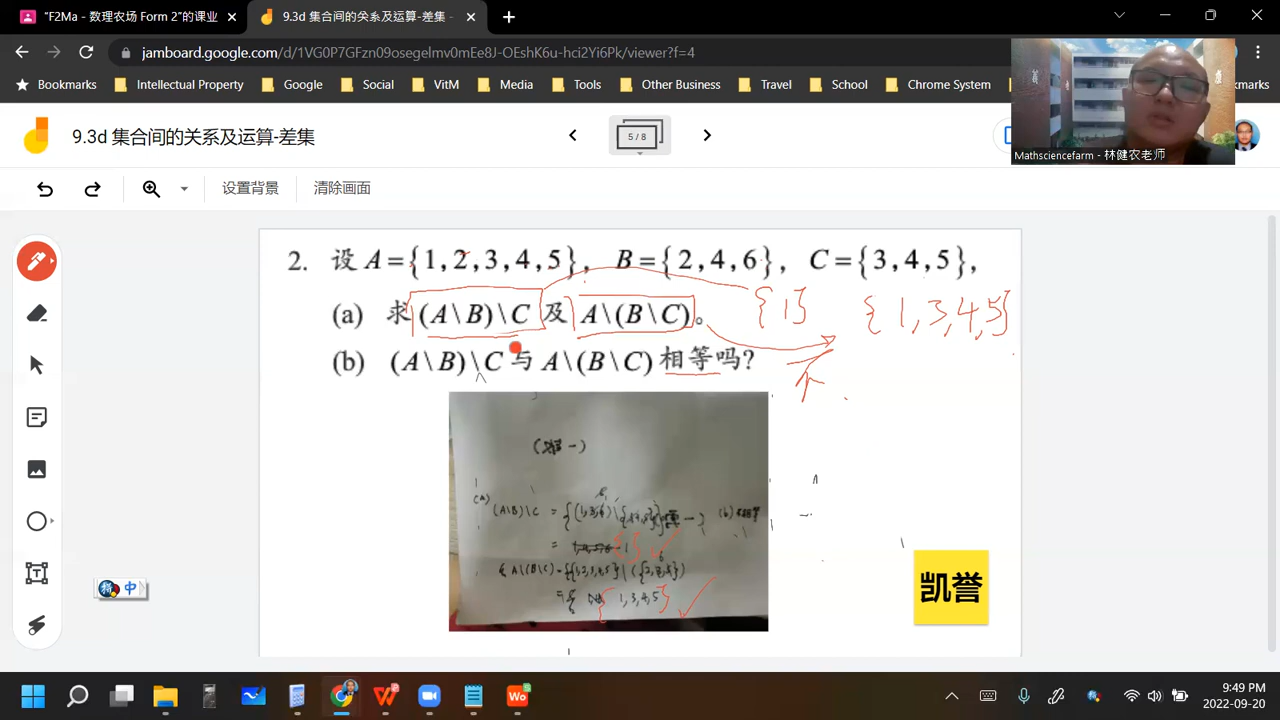 "F2Ma - 数理农场 Form 2"的课业
9.3d 集合间的关系及运算-差集 -
jamboard.google.com/d/1VG0P7GFzn09osegeImv0mEe8J-OEshK6u-hci2Yi6Pk/viewer?f=4
Bookmarks Intellectual Property Google Social VitM Media Tools Other Business Travel School Chrome System
Mathsciencefarm - 林健农老师
9.3d 集合间的关系及运算-差集
5 / 8
设置背景 清除画面
2. 设 A={1,2,3,4,5}, B={2,4,6}, C={3,4,5},
(a) 求 (A\B)\C 及 A\(B\C)。 {1} {1,3,4,5}
(b) (A\B)\C 与 A\(B\C) 相等吗? 不
(a)
(A\B)\C =
(b)
A\(B\C) = {1,2,3,4,5}\
1,3,4,5}
凯誉
中
9:49 PM
2022-09-20